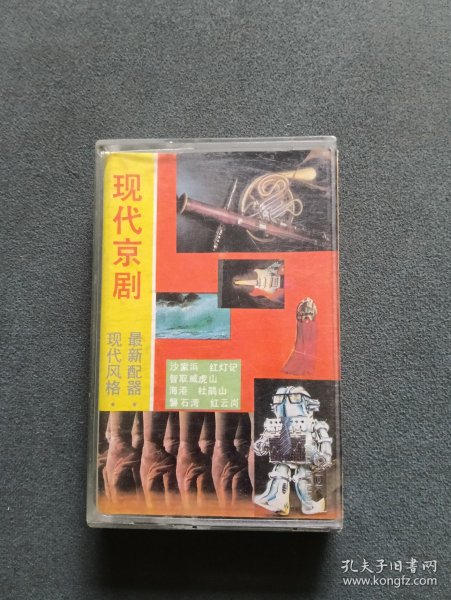 现代京剧
最新配器·
现代风格·
沙家浜 红灯记
智取威虎山
海港 杜鹃山
磐石湾 红云岗
孔夫子旧书网
www.kongfz.com